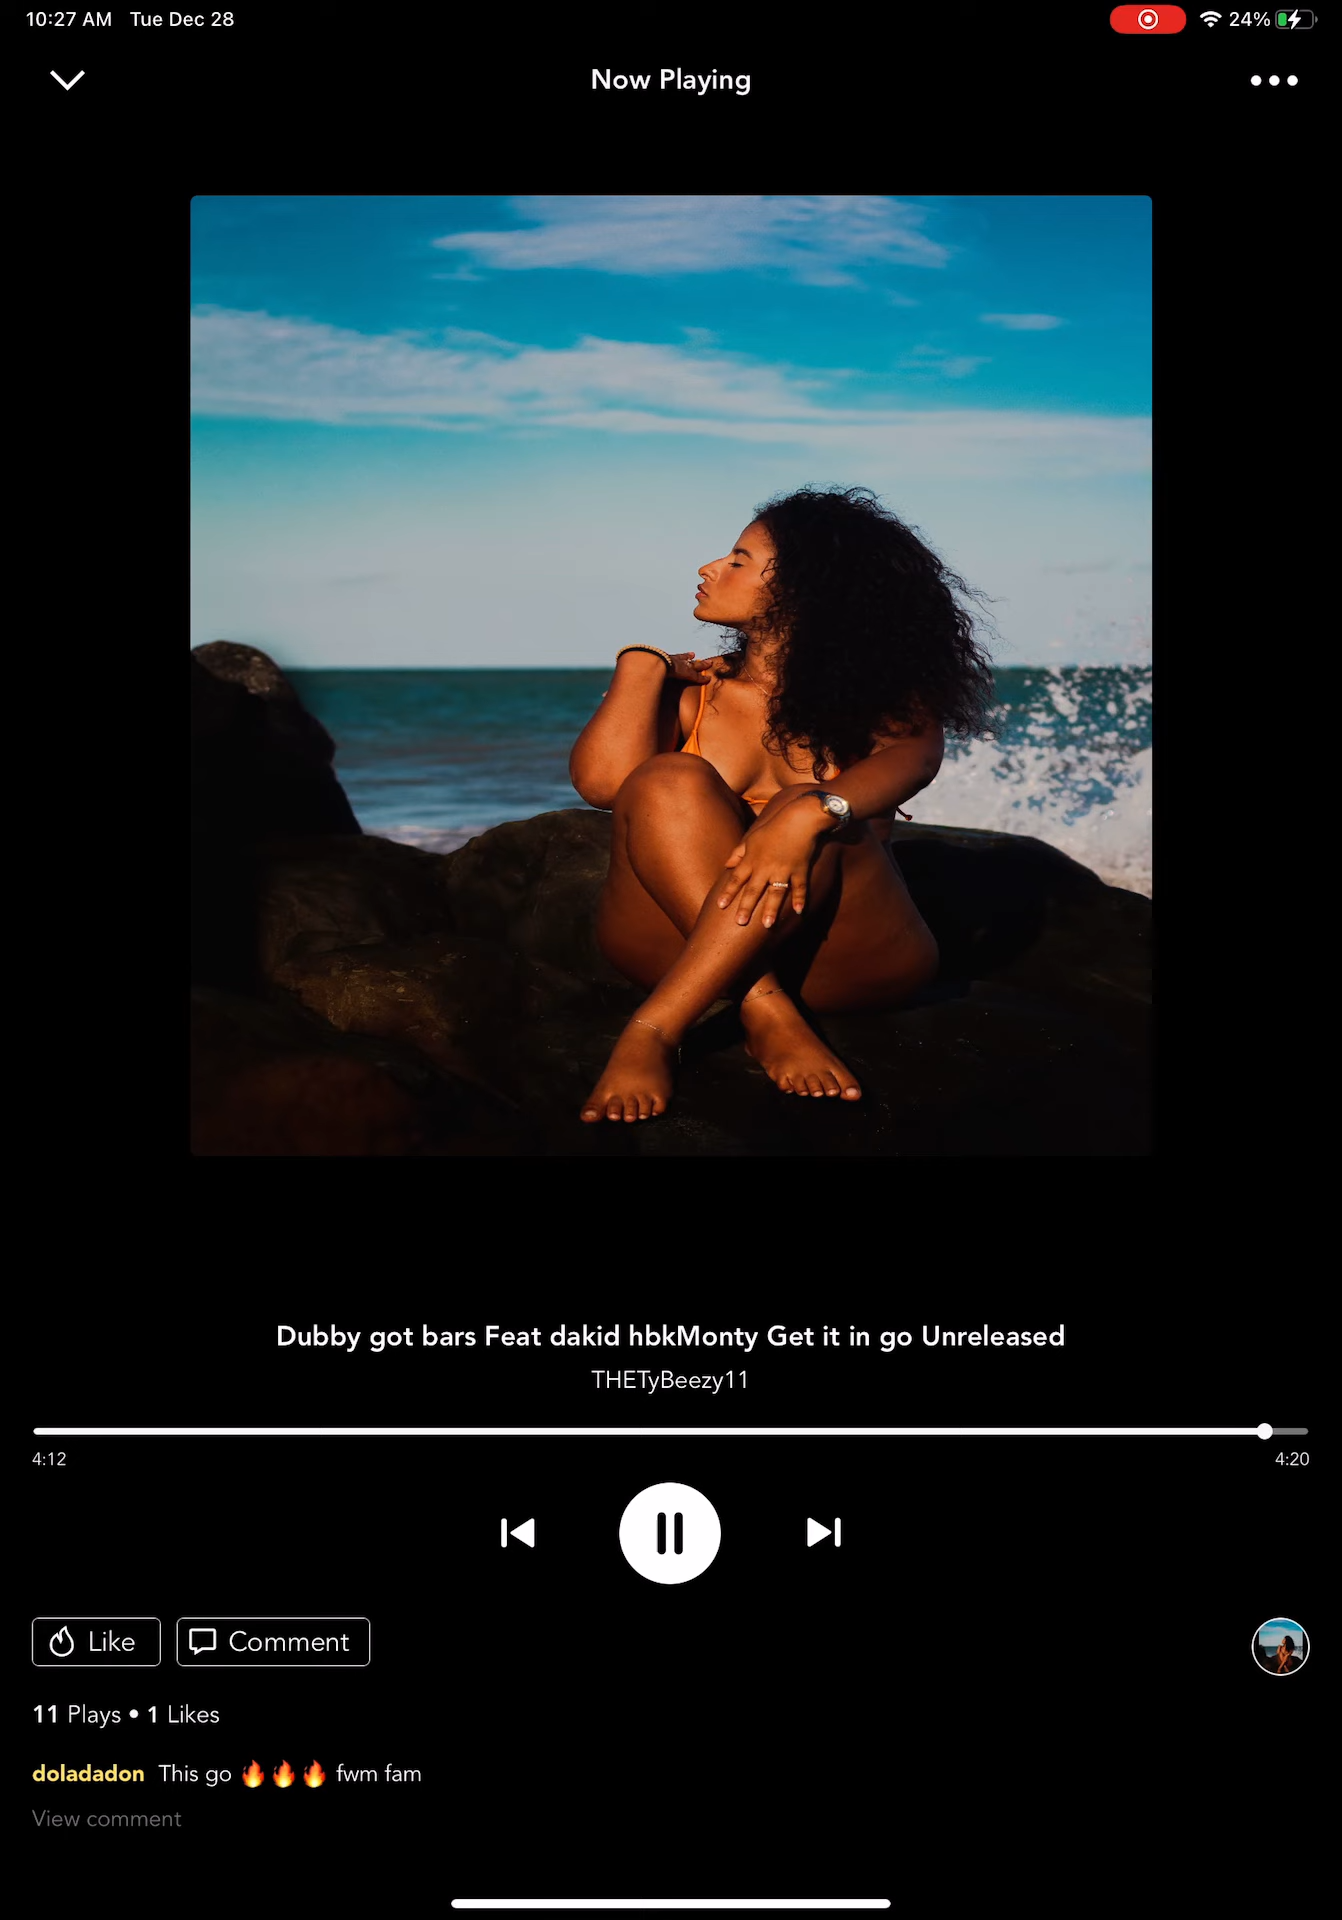 10:27 AM Tue Dec 28
24%
Now Playing
Dubby got bars Feat dakid hbkMonty Get it in go Unreleased
THETyBeezy11
4:12
4:20
Like
Comment
11 Plays • 1 Likes
doladadon This go 🔥🔥🔥 fwm fam
View comment